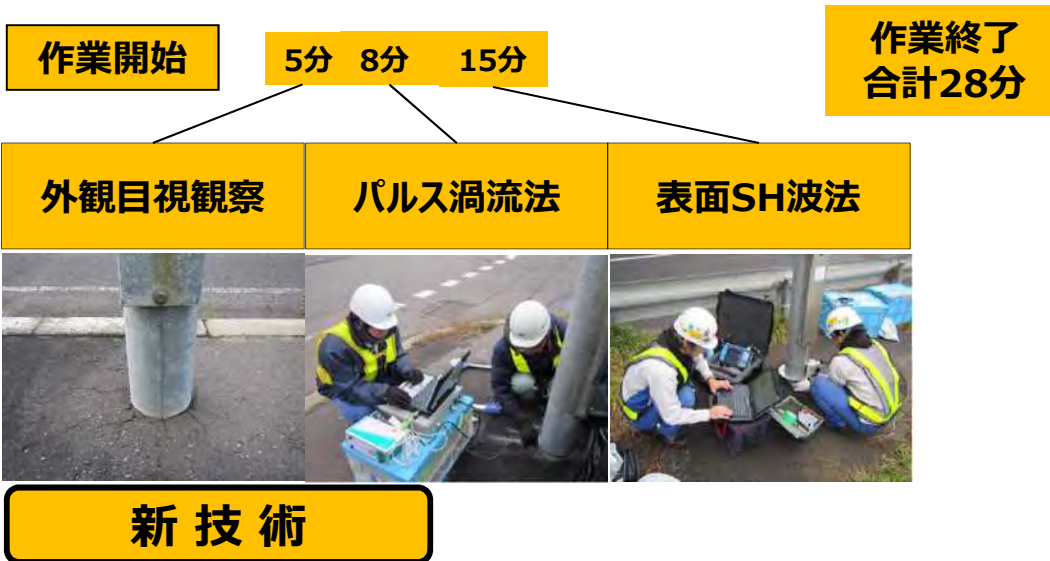 作業開始
5分
8分
15分
作業終了
合計28分
外観目視観察
パルス渦流法
表面SH波法
新技術